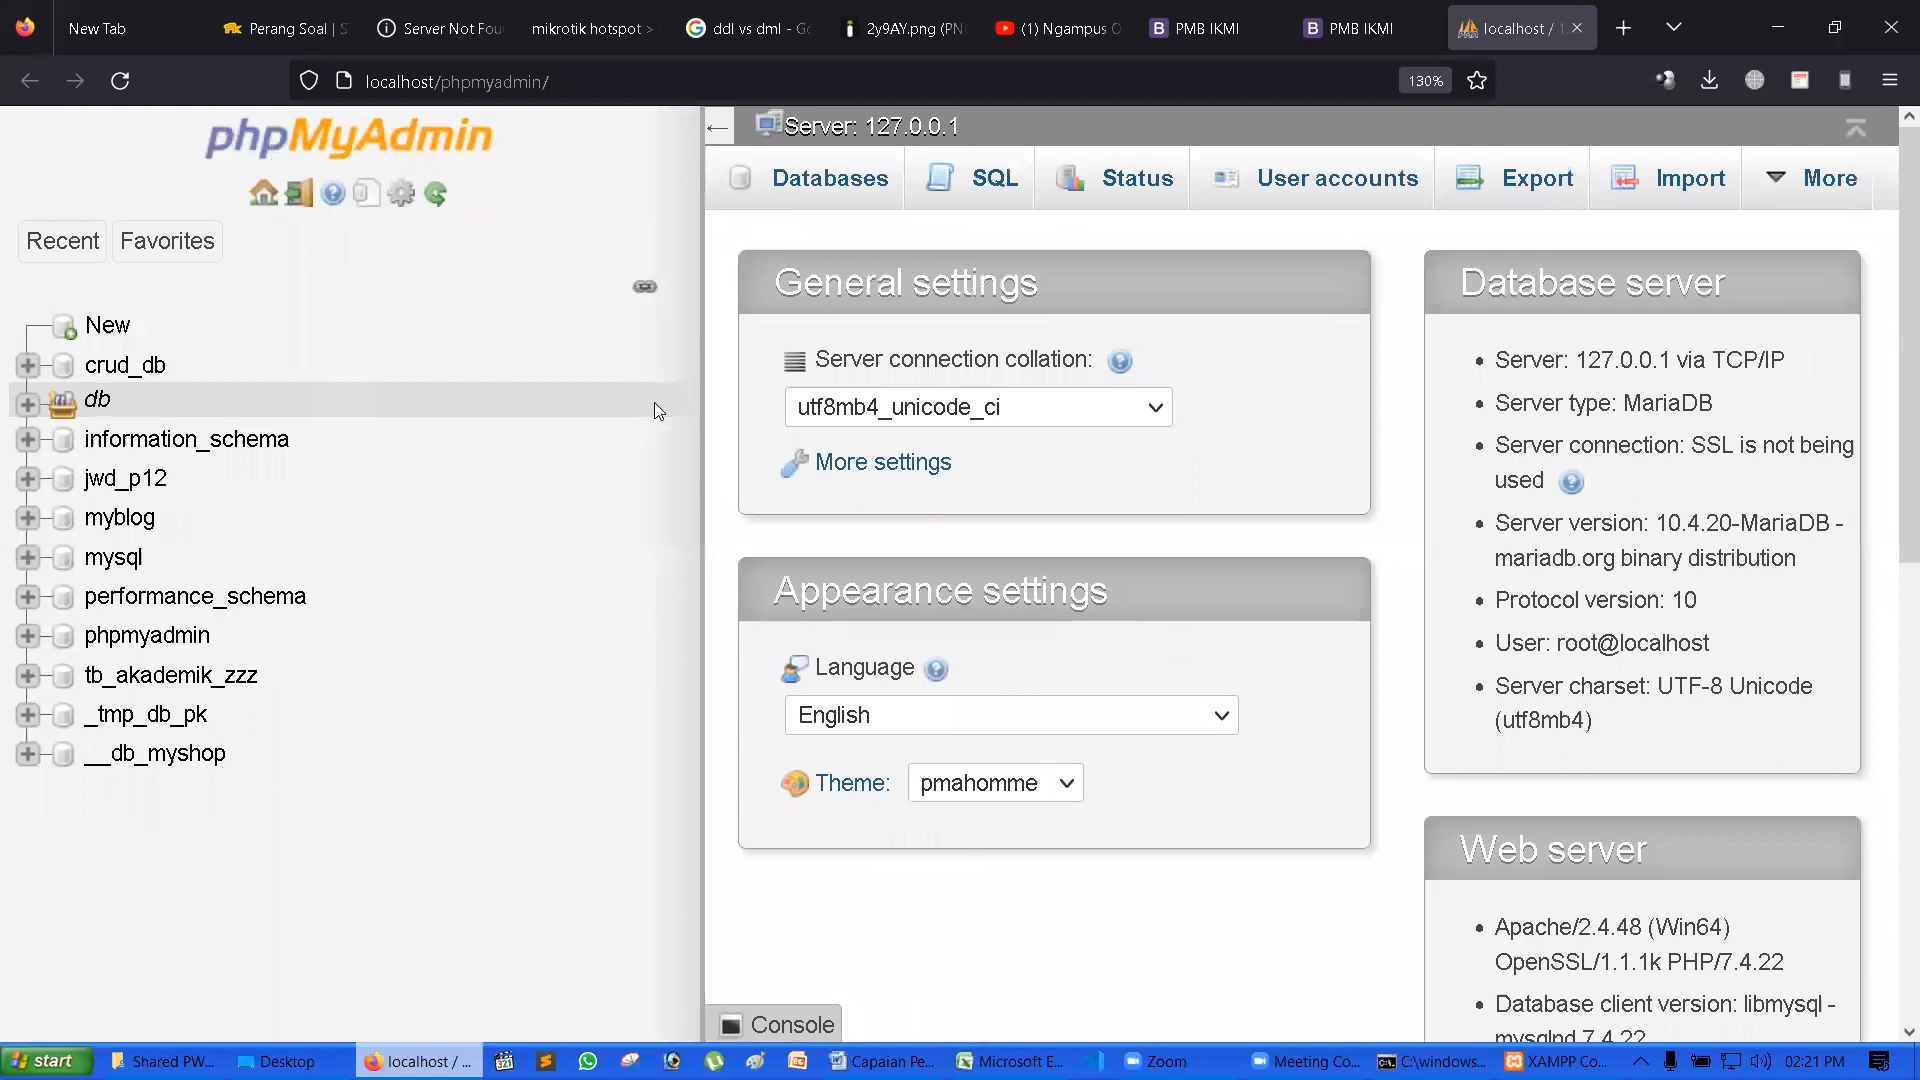 New Tab
Perang Soal | S
Server Not Fou
mikrotik hotspot >
ddl vs dml - Go
2y9AY.png (PN
(1) Ngampus O
PMB IKMI
PMB IKMI
localhost / 1
localhost/phpmyadmin/
130%
phpMyAdmin
Recent
Favorites
New
crud_db
db
information_schema
jwd_p12
myblog
mysql
performance_schema
phpmyadmin
tb_akademik_zzz
_tmp_db_pk
__db_myshop
Server: 127.0.0.1
Databases
SQL
Status
User accounts
Export
Import
More
General settings
Server connection collation:
utf8mb4_unicode_ci
More settings
Appearance settings
Language
English
Theme:
pmahomme
Database server
Server: 127.0.0.1 via TCP/IP
Server type: MariaDB
Server connection: SSL is not being
used
Server version: 10.4.20-MariaDB -
mariadb.org binary distribution
Protocol version: 10
User: root@localhost
Server charset: UTF-8 Unicode
(utf8mb4)
Web server
Apache/2.4.48 (Win64)
OpenSSL/1.1.1k PHP/7.4.22
Database client version: libmysql -
mysqlnd 7.4.22
Console
start
Shared PW...
Desktop
localhost / ...
Capaian Pe...
Microsoft E...
Zoom
Meeting Co...
C:\windows...
XAMPP Co...
02:21 PM